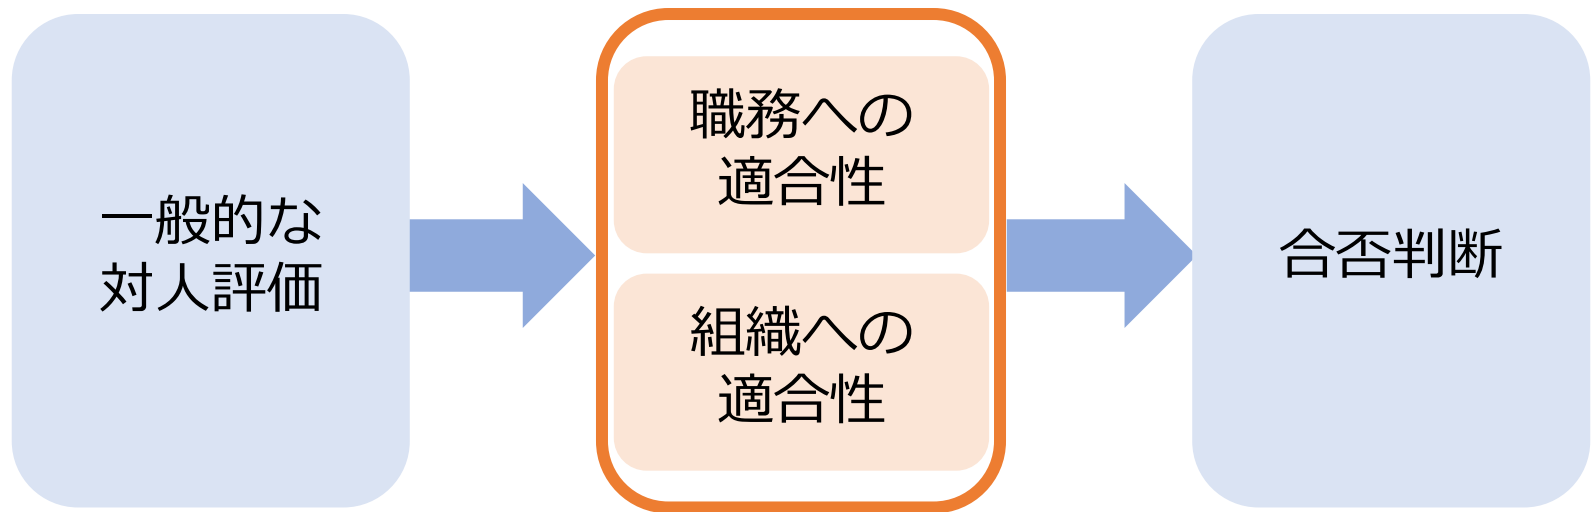 一般的な
対人評価
職務への
適合性
組織への
適合性
合否判断